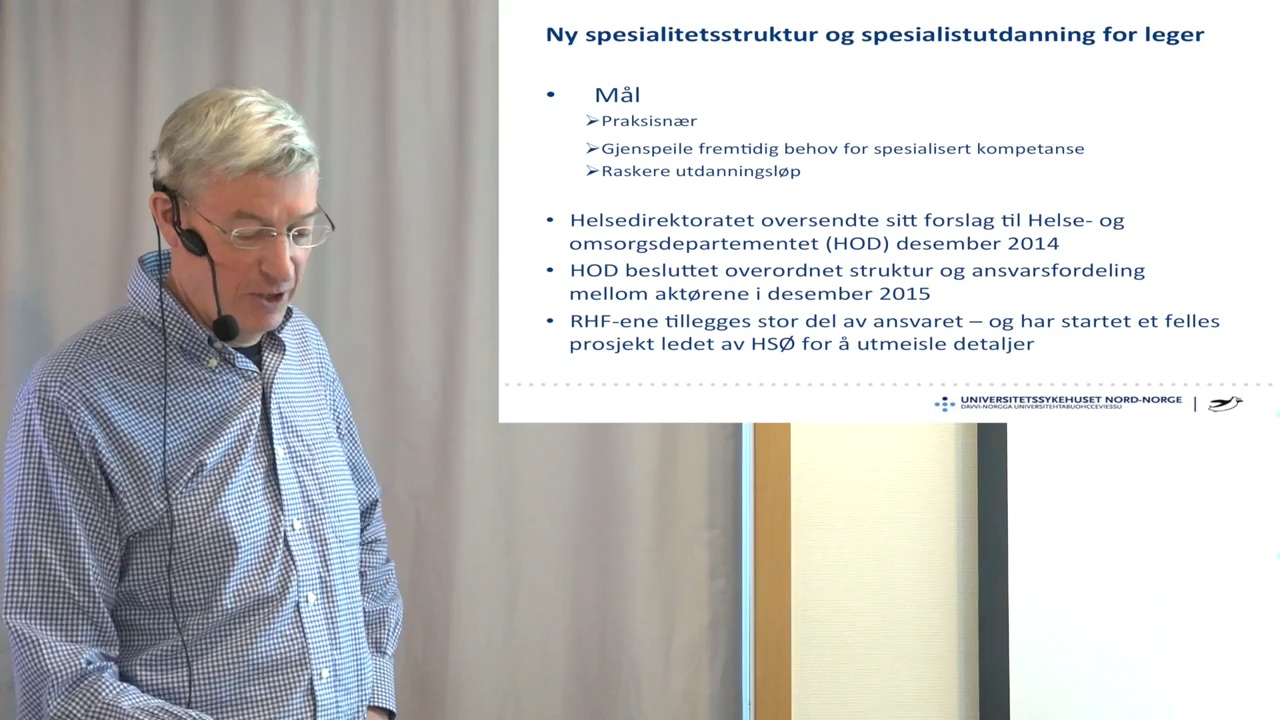 Ny spesialitetsstruktur og spesialistutdanning for leger
• Mål
➢Praksisnær
➢Gjenspeile fremtidig behov for spesialisert kompetanse
➢Raskere utdanningsløp
• Helsedirektoratet oversendte sitt forslag til Helse- og
omsorgsdepartementet (HOD) desember 2014
• HOD besluttet overordnet struktur og ansvarsfordeling
mellom aktørene i desember 2015
• RHF-ene tillegges stor del av ansvaret – og har startet et felles
prosjekt ledet av HSØ for å utmeisle detaljer
UNIVERSITETSSYKEHUSET NORD-NORGE
DAVVI-NORGGA UNIVERSITEHTABUOHCCEVIESSU